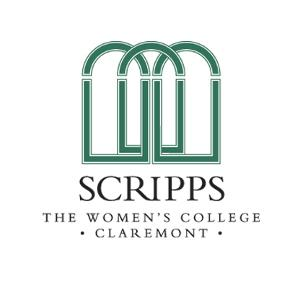 SCRIPPS
THE WOMEN'S COLLEGE
• CLAREMONT •